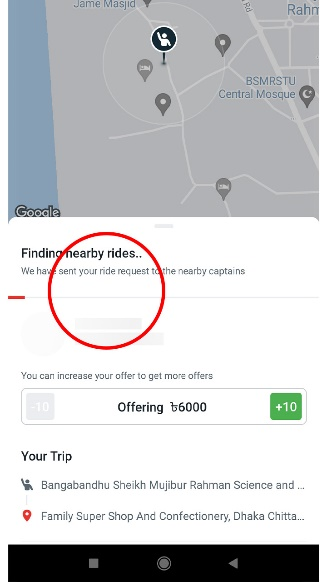 Jame Masjid
Rahm
Rd
BSMRSTU
Central Mosque
Google
Finding nearby rides..
We have sent your ride request to the nearby captains
You can increase your offer to get more offers
-10
Offering ৳6000
+10
Your Trip
Bangabandhu Sheikh Mujibur Rahman Science and ...
Family Super Shop And Confectionery, Dhaka Chitta...